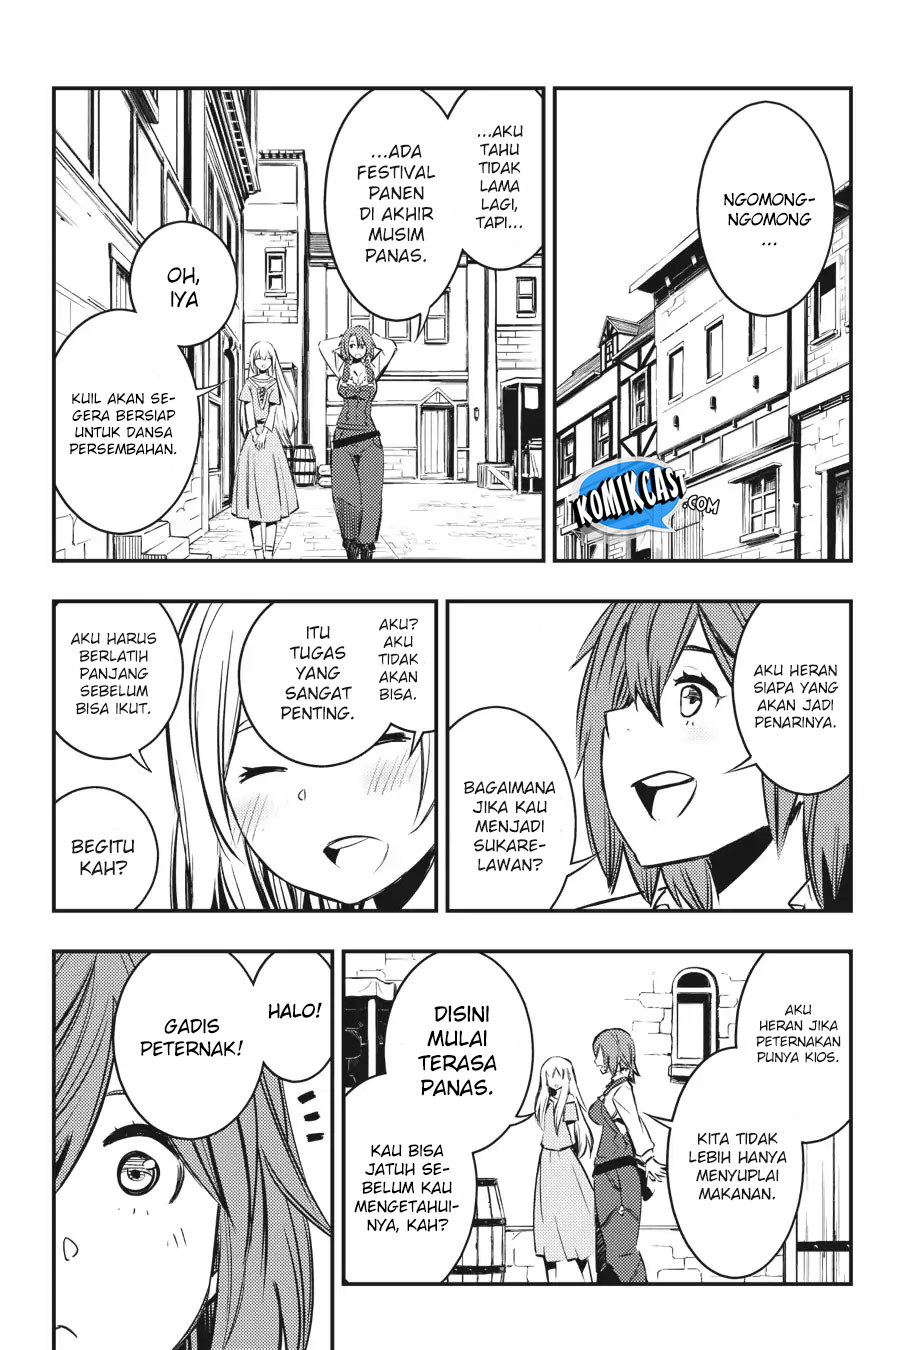 NGOMONG-
NGOMONG
...
...AKU
TAHU
TIDAK
LAMA
LAGI,
TAPI...
...ADA
FESTIVAL
PANEN
DI AKHIR
MUSIM
PANAS.
OH,
IYA
KUIL AKAN SE-
GERA BERSIAP
UNTUK DANSA
PERSEMBAHAN.
KOMIKCAST
.COM
AKU HERAN
SIAPA YANG
AKAN JADI
PENARINYA.
BAGAIMANA
JIKA KAU
MENJADI
SUKARE-
LAWAN?
AKU?
AKU
TIDAK
AKAN
BISA.
ITU
TUGAS
YANG
SANGAT
PENTING.
AKU HARUS
BERLATIH
PANJANG
SEBELUM
BISA IKUT.
BEGITU
KAH?
AKU
HERAN JIKA
PETERNAKAN
PUNYA KIOS.
KITA TIDAK
LEBIH HANYA
MENYUPLAI
MAKANAN.
DISINI
MULAI
TERASA
PANAS.
KAU BISA
JATUH SE-
BELUM KAU
MENGETAHUI-
NYA, KAH?
HALO!
GADIS
PETERNAK!